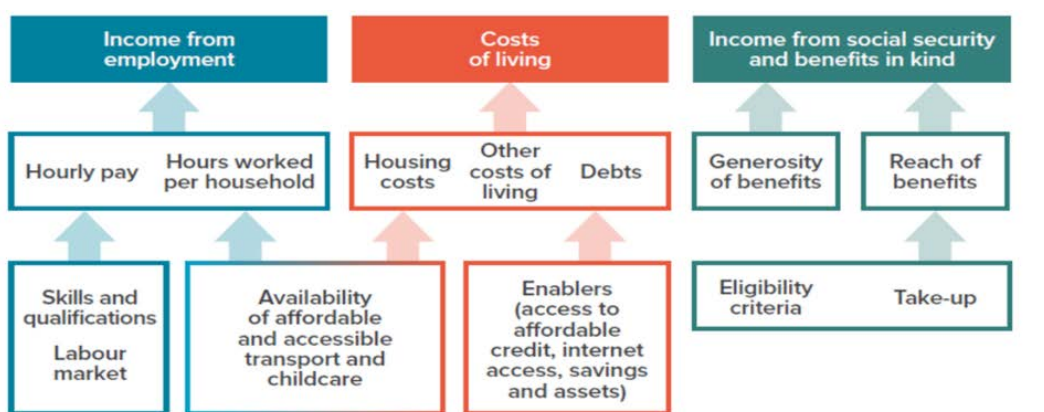 Income from
employment
Costs
of living
Income from social security
and benefits in kind
Hourly pay
Hours worked
per household
Housing
costs
Other
costs of
living
Debts
Generosity
of benefits
Reach of
benefits
Skills and
qualifications
Labour
market
Availability
of affordable
and accessible
transport and
childcare
Enablers
(access to
affordable
credit, internet
access, savings
and assets)
Eligibility
criteria
Take-up